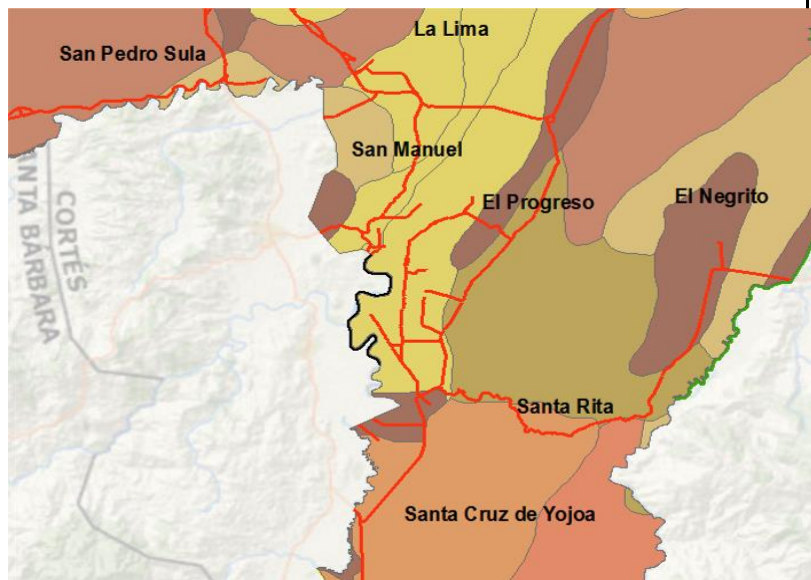 La Lima
San Pedro Sula
San Manuel
El Progreso
El Negrito
CORTÉS
ANTA BÁRBARA
Santa Rita
Santa Cruz de Yojoa